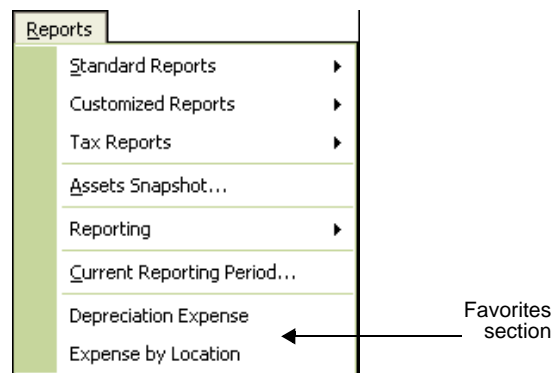 Reports
Standard Reports
Customized Reports
Tax Reports
Assets Snapshot...
Reporting
Current Reporting Period...
Depreciation Expense
Expense by Location
Favorites
section